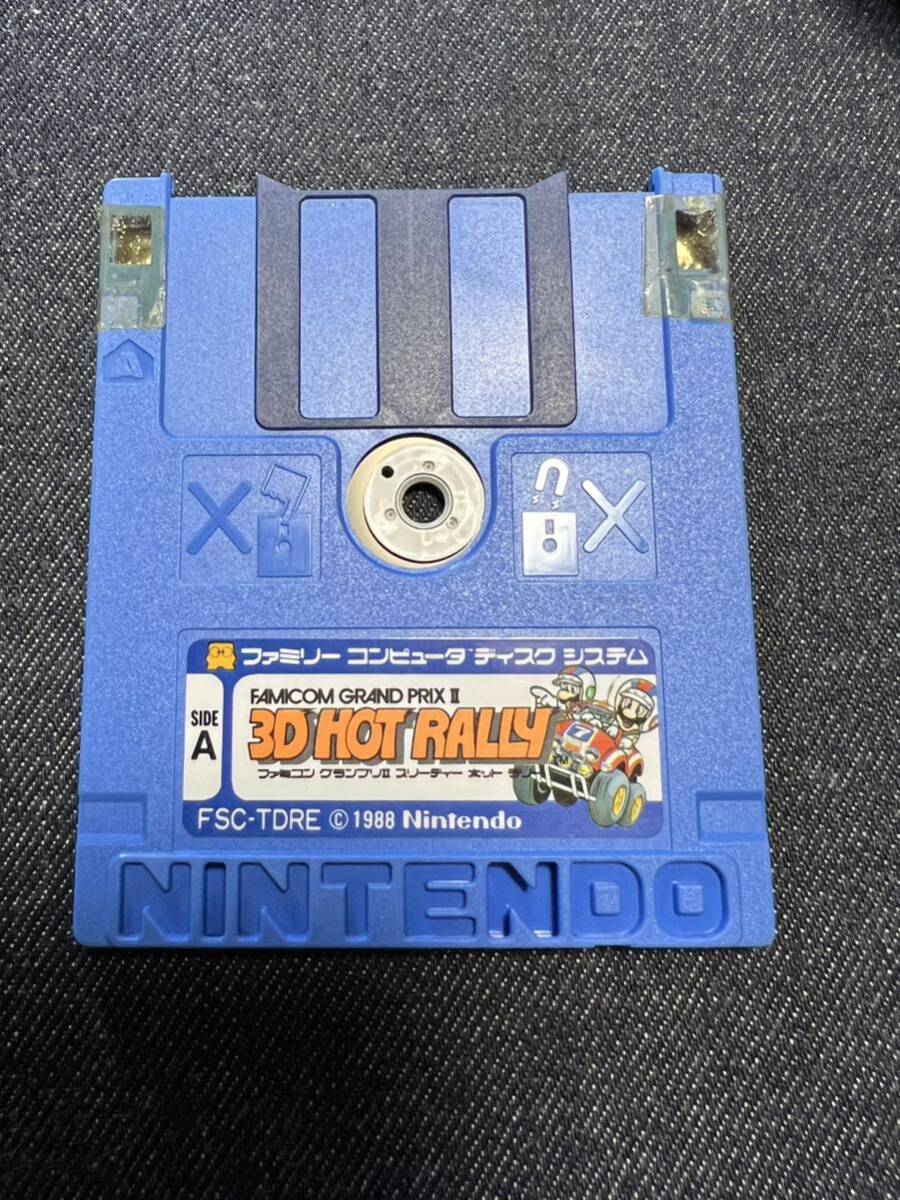 A
ファミリー コンピュータ ディスク システム
SIDE
A
FAMICOM GRAND PRIX II
3D HOT RALLY
ファミコン グランプリII スリーディー ホット ラリー
7
FSC-TDRE © 1988 Nintendo
NINTENDO